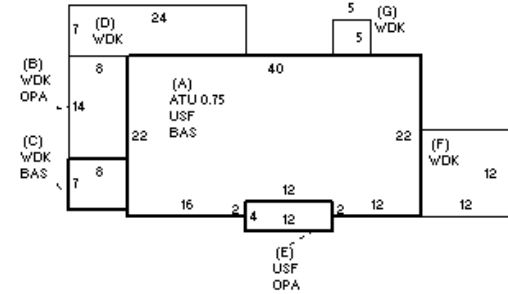 5
(G)
WDK
5
24
(D)
WDK
7
8
40
(B)
WDK
OPA
14
(A)
ATU 0.75
USF
BAS
22
22
(C)
WDK
BAS
8
7
(F)
WDK
12
12
16
2
4
12
12
2
12
(E)
USF
OPA